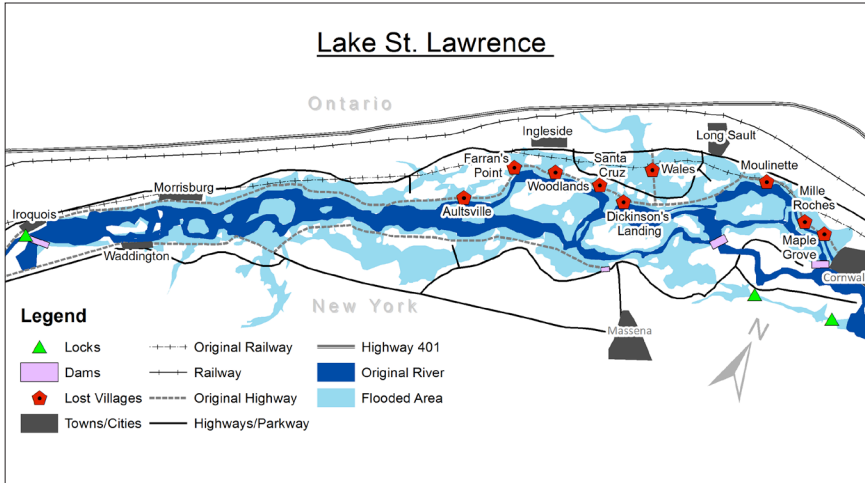 Lake St. Lawrence
Ontario
Ingleside
Long Sault
Farran's
Point
Santa
Cruz
Wales
Moulinette
Morrisburg
Woodlands
Mille
Roches
Iroquois
Aultsville
Dickinson's
Landing
Maple
Grove
Waddington
Cornwal
New York
Massena
N
Legend
Locks
Original Railway
Highway 401
Dams
Railway
Original River
Lost Villages
Original Highway
Flooded Area
Towns/Cities
Highways/Parkway